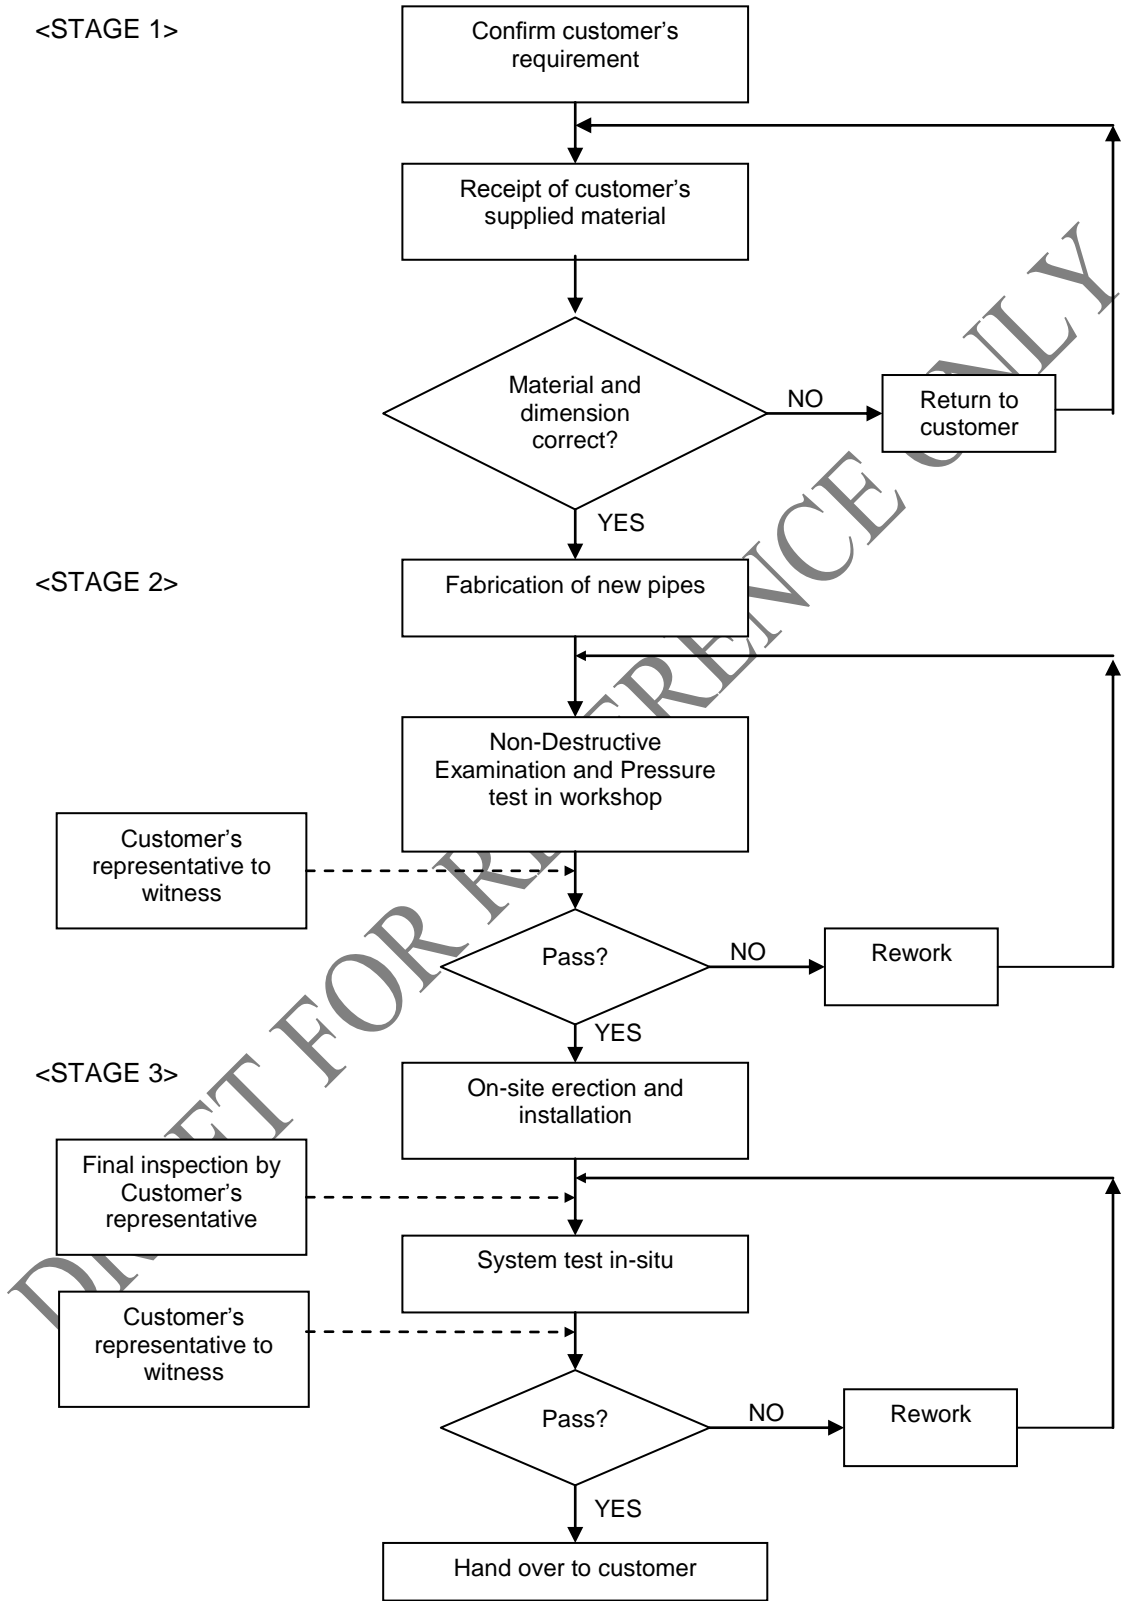 <STAGE 1>
Confirm customer’s
requirement
Receipt of customer’s
supplied material
Material and
dimension
correct?
NO
Return to
customer
YES
<STAGE 2>
Fabrication of new pipes
Non-Destructive
Examination and Pressure
test in workshop
Customer’s
representative to
witness
Pass?
NO
Rework
YES
<STAGE 3>
On-site erection and
installation
Final inspection by
Customer’s
representative
System test in-situ
Customer’s
representative to
witness
Pass?
NO
Rework
YES
Hand over to customer
DRAFT FOR REFERENCE ONLY